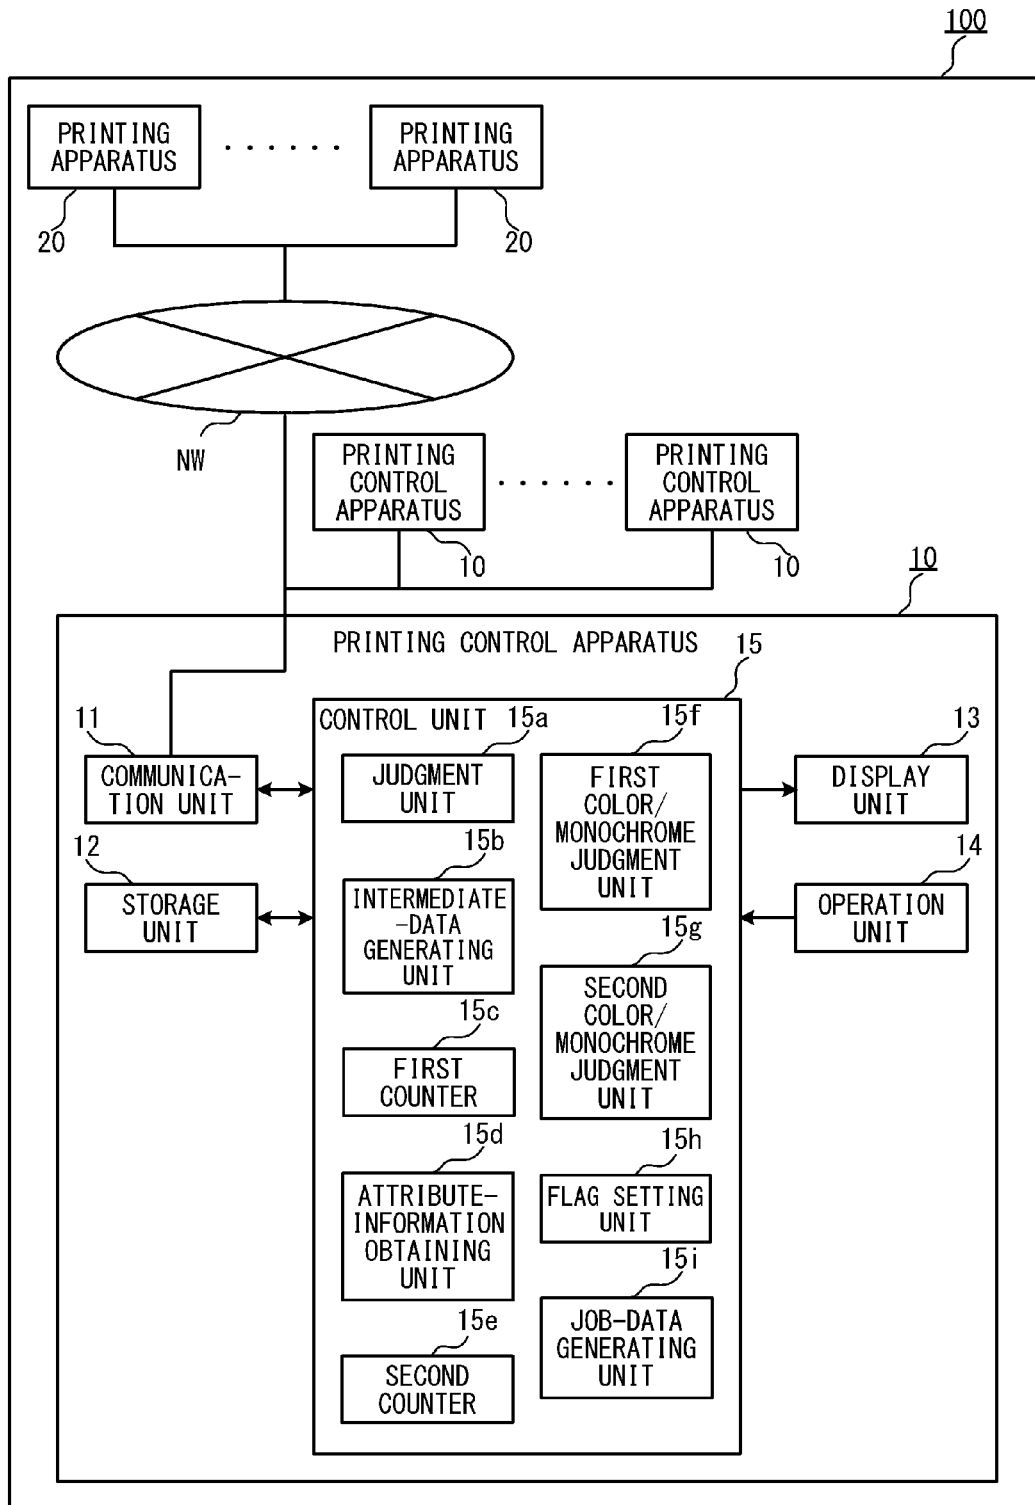 100
PRINTING
APPARATUS
20
......
PRINTING
APPARATUS
20
NW
PRINTING
CONTROL
APPARATUS
10
......
PRINTING
CONTROL
APPARATUS
10
10
PRINTING CONTROL APPARATUS
11
COMMUNICA-
TION UNIT
12
STORAGE
UNIT
15
CONTROL UNIT
15a
JUDGMENT
UNIT
15b
INTERMEDIATE
-DATA
GENERATING
UNIT
15c
FIRST
COUNTER
15d
ATTRIBUTE-
INFORMATION
OBTAINING
UNIT
15e
SECOND
COUNTER
15f
FIRST
COLOR/
MONOCHROME
JUDGMENT
UNIT
15g
SECOND
COLOR/
MONOCHROME
JUDGMENT
UNIT
15h
FLAG SETTING
UNIT
15i
JOB-DATA
GENERATING
UNIT
13
DISPLAY
UNIT
14
OPERATION
UNIT